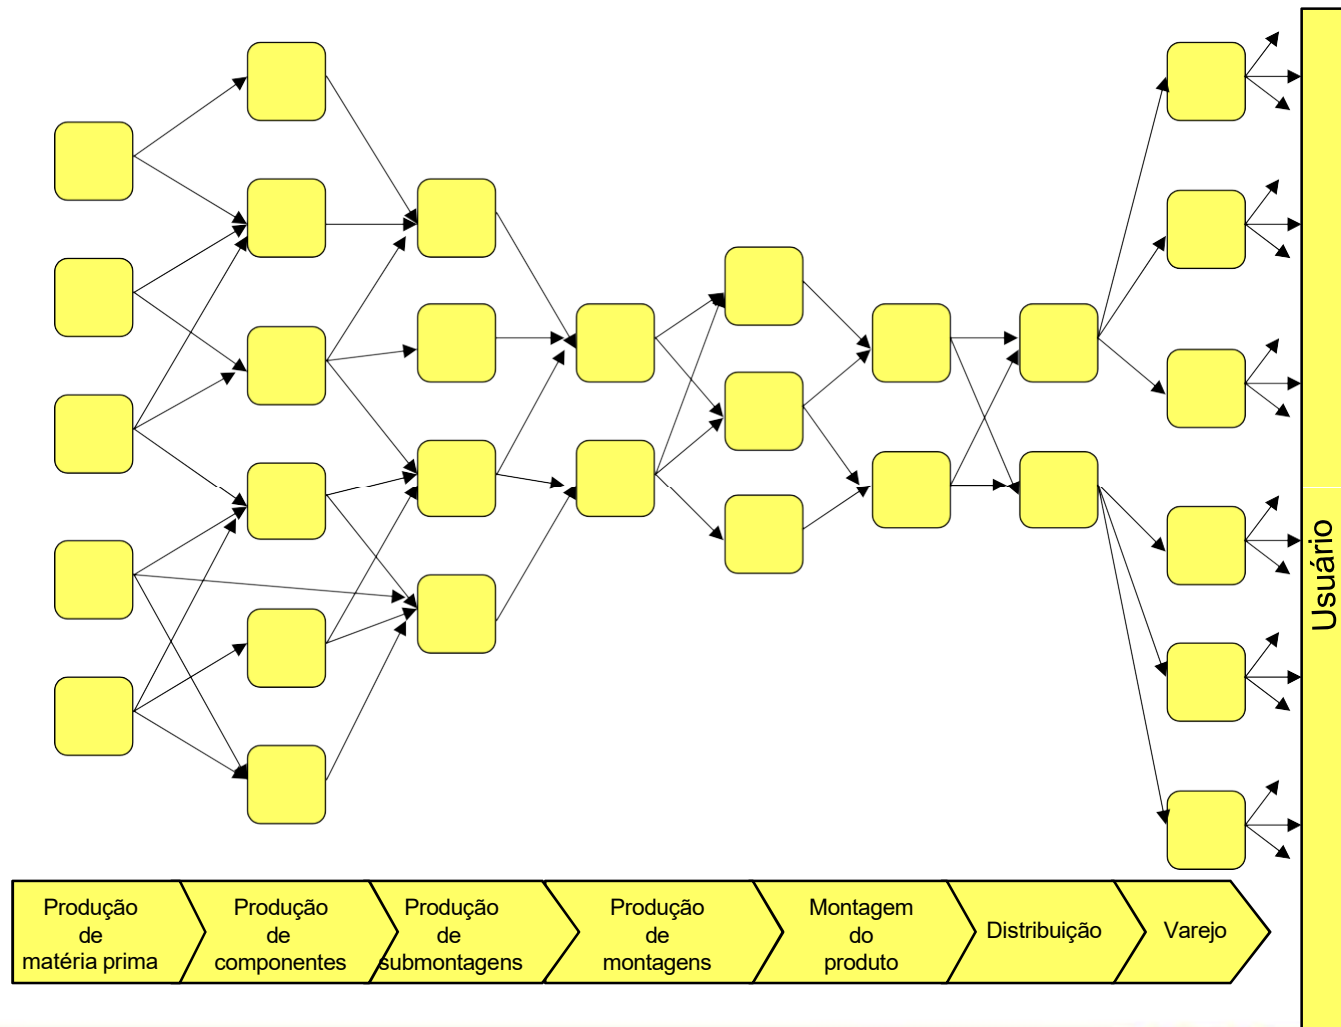 Usuário
Produção
de
matéria prima
Produção
de
componentes
Produção
de
submontagens
Produção
de
montagens
Montagem
do
produto
Distribuição
Varejo